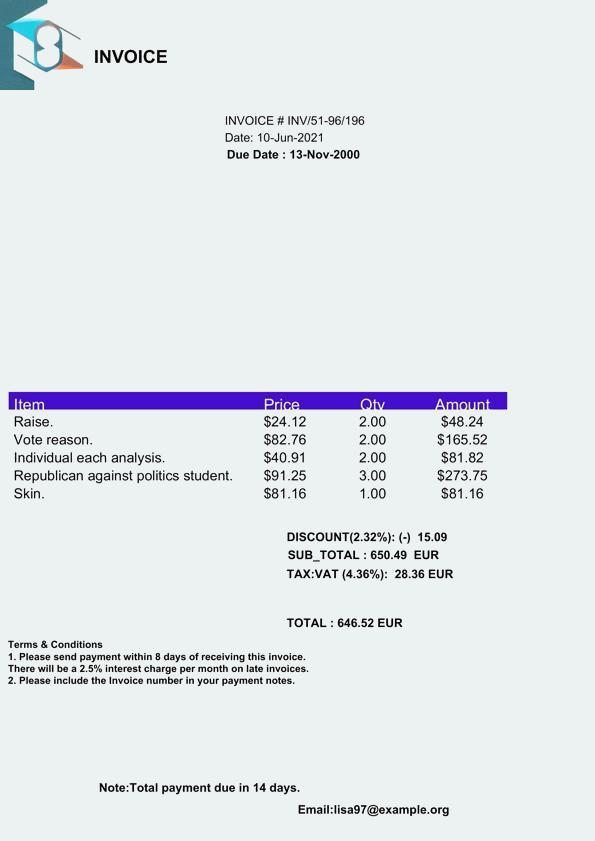 INVOICE
INVOICE # INV/51-96/196
Date: 10-Jun-2021
Due Date : 13-Nov-2000
Item Price Qty Amount
Raise. $24.12 2.00 $48.24
Vote reason. $82.76 2.00 $165.52
Individual each analysis. $40.91 2.00 $81.82
Republican against politics student. $91.25 3.00 $273.75
Skin. $81.16 1.00 $81.16
DISCOUNT(2.32%): (-) 15.09
SUB_TOTAL : 650.49 EUR
TAX:VAT (4.36%): 28.36 EUR
TOTAL : 646.52 EUR
Terms & Conditions
1. Please send payment within 8 days of receiving this invoice.
There will be a 2.5% interest charge per month on late invoices.
2. Please include the Invoice number in your payment notes.
Note:Total payment due in 14 days.
Email:lisa97@example.org